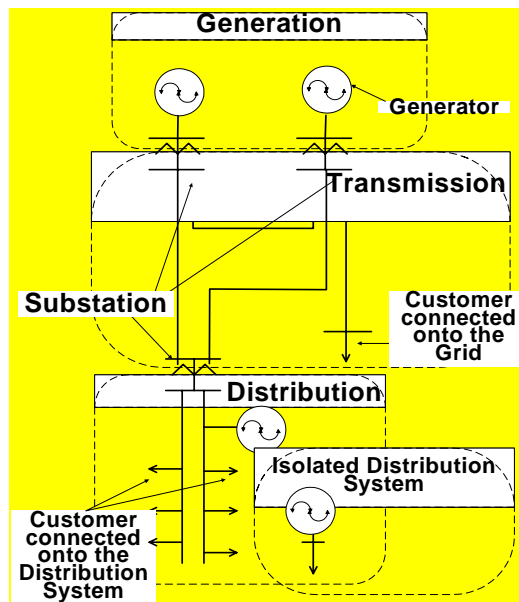 Generation
Generator
Transmission
Substation
Customer
connected
onto the
Grid
Distribution
Isolated Distribution
System
Customer
connected
onto the
Distribution
System